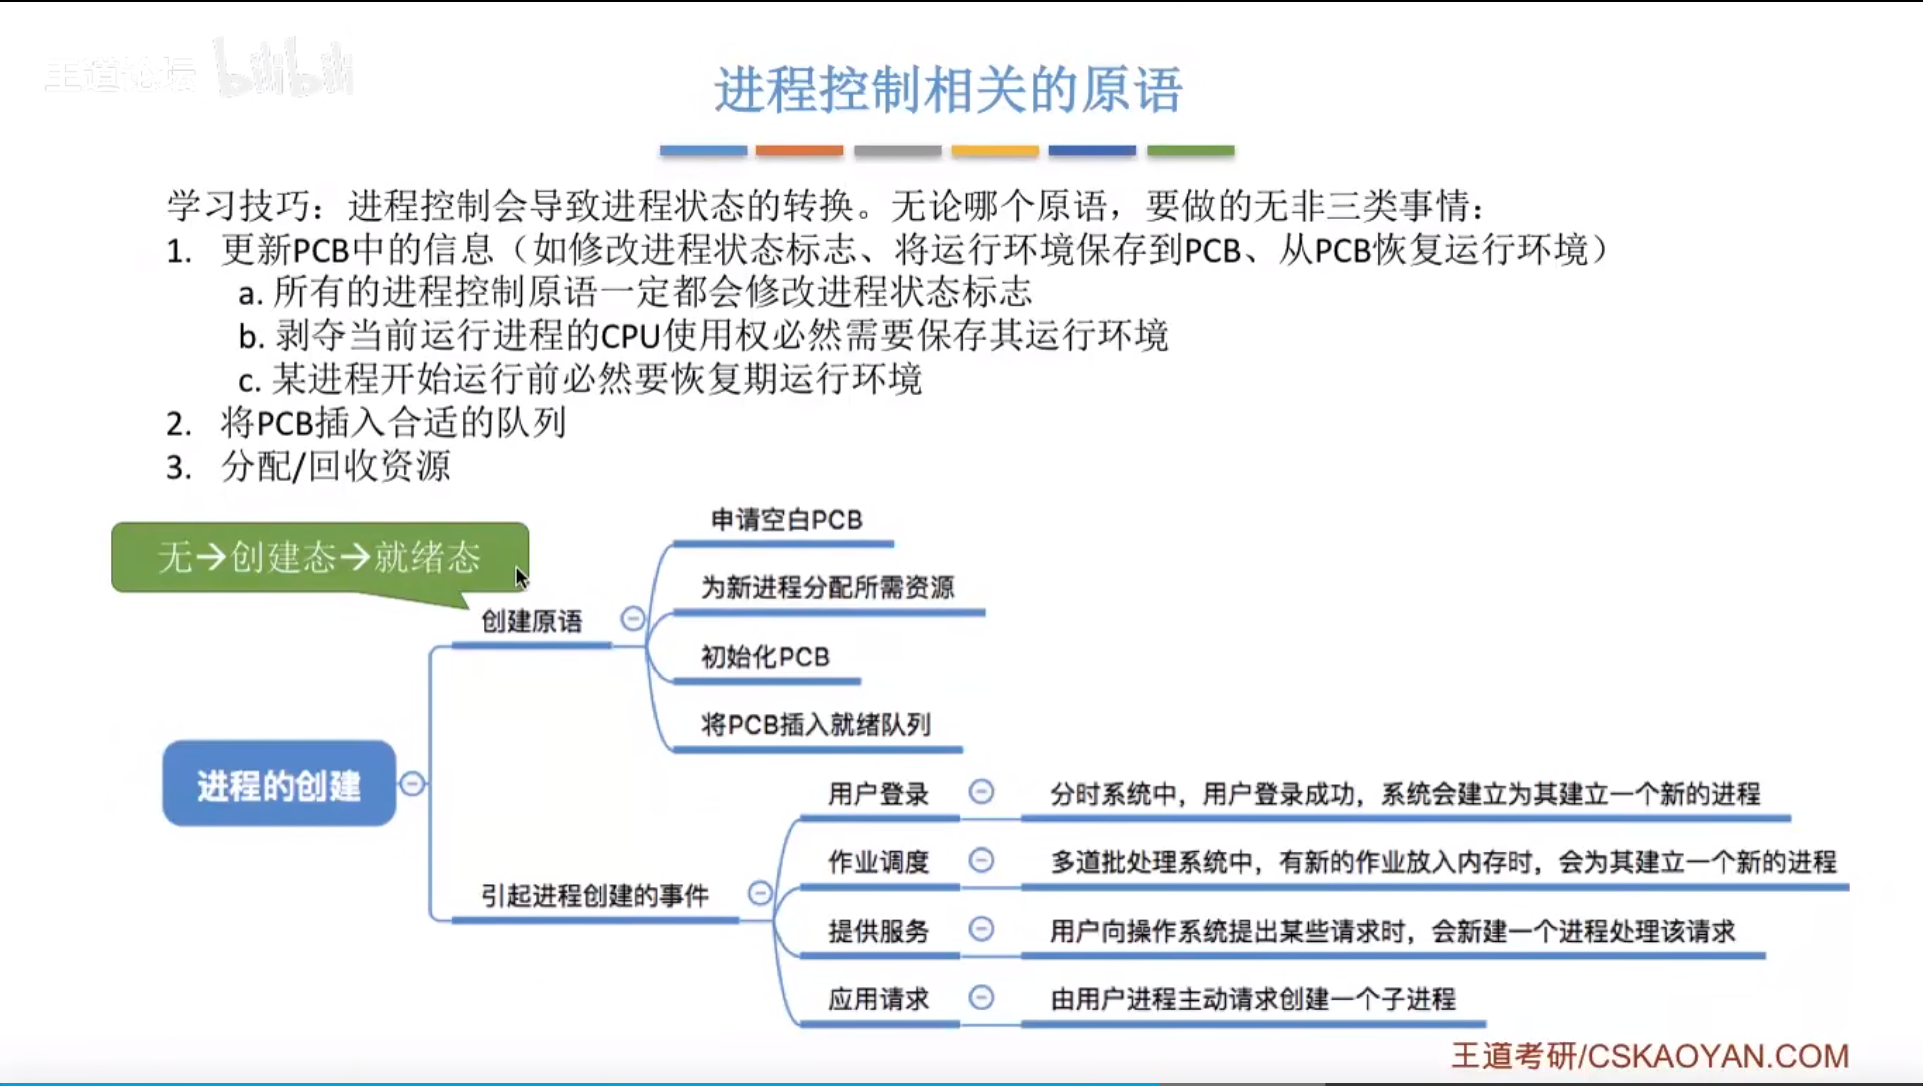 王道论坛 bilibili
进程控制相关的原语
学习技巧：进程控制会导致进程状态的转换。无论哪个原语，要做的无非三类事情：
1. 更新PCB中的信息（如修改进程状态标志、将运行环境保存到PCB、从PCB恢复运行环境）
a. 所有的进程控制原语一定都会修改进程状态标志
b. 剥夺当前运行进程的CPU使用权必然需要保存其运行环境
c. 某进程开始运行前必然要恢复期运行环境
2. 将PCB插入合适的队列
3. 分配/回收资源
无→创建态→就绪态
进程的创建
创建原语
申请空白PCB
为新进程分配所需资源
初始化PCB
将PCB插入就绪队列
引起进程创建的事件
用户登录 分时系统中，用户登录成功，系统会建立为其建立一个新的进程
作业调度 多道批处理系统中，有新的作业放入内存时，会为其建立一个新的进程
提供服务 用户向操作系统提出某些请求时，会新建一个进程处理该请求
应用请求 由用户进程主动请求创建一个子进程
王道考研/CSKAOYAN.COM